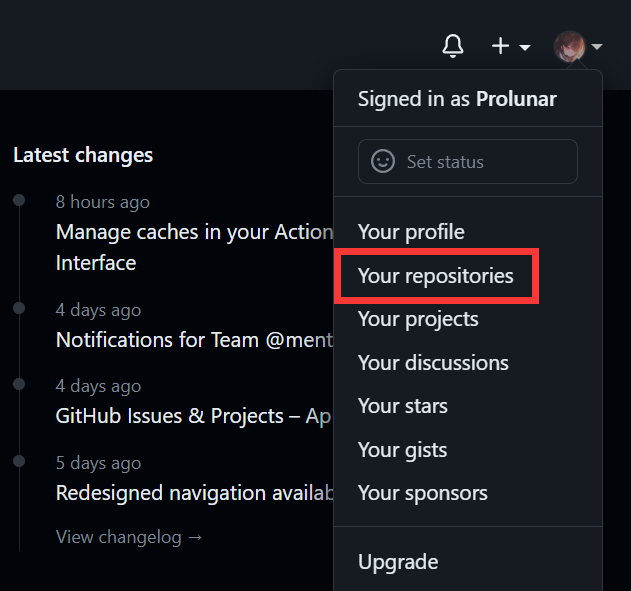 Signed in as Prolunar
Set status
Your profile
Your repositories
Your projects
Your discussions
Your stars
Your gists
Your sponsors
Upgrade
Latest changes
8 hours ago
Manage caches in your Action
Interface
4 days ago
Notifications for Team @ment
4 days ago
GitHub Issues & Projects – Ap
5 days ago
Redesigned navigation availab
View changelog →